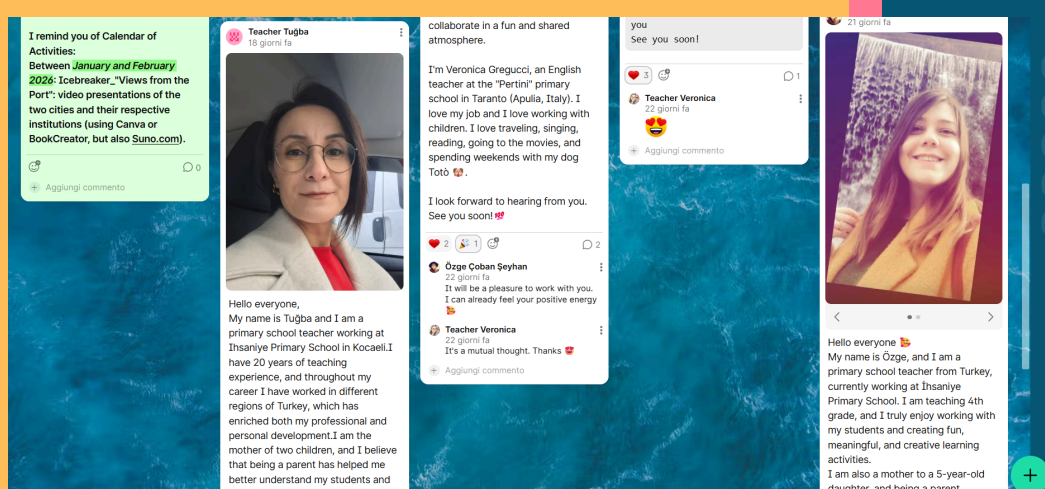 I remind you of Calendar of
Activities:
Between January and February
2026: Icebreaker_"Views from the
Port": video presentations of the
two cities and their respective
institutions (using Canva or
BookCreator, but also Suno.com).
0
Aggiungi commento
Teacher Tuğba
18 giorni fa
Hello everyone,
My name is Tuğba and I am a
primary school teacher working at
Ihsaniye Primary School in Kocaeli.I
have 20 years of teaching
experience, and throughout my
career I have worked in different
regions of Turkey, which has
enriched both my professional and
personal development.I am the
mother of two children, and I believe
that being a parent has helped me
better understand my students and
collaborate in a fun and shared
atmosphere.
I'm Veronica Gregucci, an English
teacher at the "Pertini" primary
school in Taranto (Apulia, Italy). I
love my job and I love working with
children. I love traveling, singing,
reading, going to the movies, and
spending weekends with my dog
Totò 🐶.
I look forward to hearing from you.
See you soon! 💞
2
1
2
Özge Çoban Şeyhan
22 giorni fa
It will be a pleasure to work with you.
I can already feel your positive energy
🥰
Teacher Veronica
22 giorni fa
It's a mutual thought. Thanks 😍
Aggiungi commento
you
See you soon!
3
1
Teacher Veronica
22 giorni fa
😍
Aggiungi commento
21 giorni fa
Hello everyone 🥰
My name is Özge, and I am a
primary school teacher from Turkey,
currently working at İhsaniye
Primary School. I am teaching 4th
grade, and I truly enjoy working with
my students and creating fun,
meaningful, and creative learning
activities.
I am also a mother to a 5-year-old
daughter, and being a parent